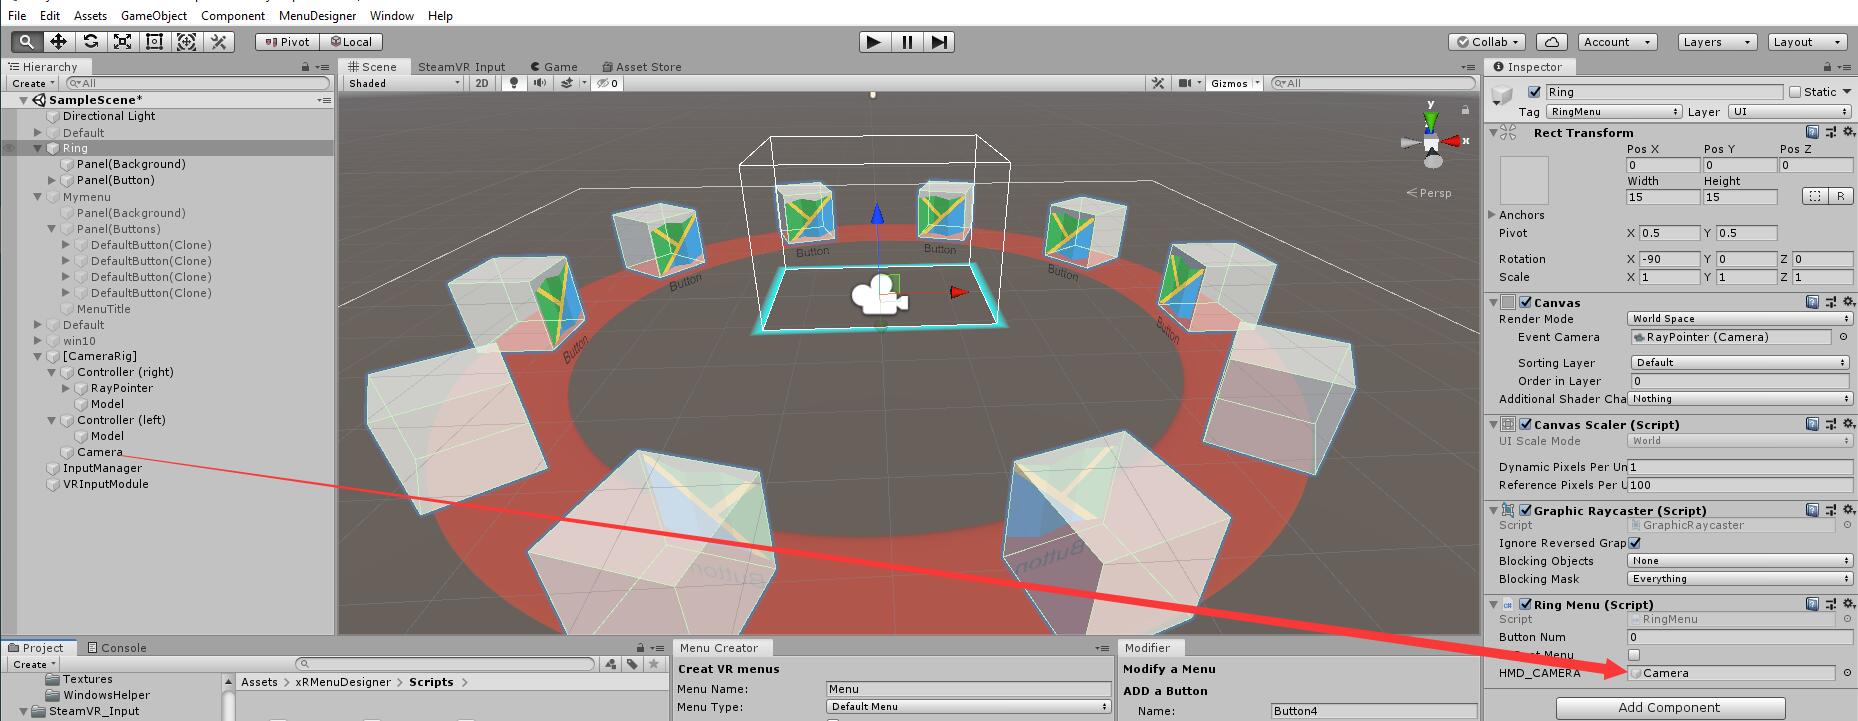 File Edit Assets GameObject Component MenuDesigner Window Help
Pivot Local
Collab Account Layers Layout
Hierarchy
Create All
SampleScene*
Directional Light
Default
Ring
Panel(Background)
Panel(Button)
Mymenu
Panel(Background)
Panel(Buttons)
DefaultButton(Clone)
DefaultButton(Clone)
DefaultButton(Clone)
DefaultButton(Clone)
MenuTitle
Default
win10
[CameraRig]
Controller (right)
RayPointer
Model
Controller (left)
Model
Camera
InputManager
VRInputModule
Scene SteamVR Input Game Asset Store
Shaded 2D 0 Gizmos All
y
x
Persp
Button
Button
Button
Button
Button
Button
Button
Button
Inspector
Ring Static
Tag RingMenu Layer UI
Rect Transform
Pos X Pos Y Pos Z
0 0 0
Width Height
15 15 R
Anchors
Pivot X 0.5 Y 0.5
Rotation X -90 Y 0 Z 0
Scale X 1 Y 1 Z 1
Canvas
Render Mode World Space
Event Camera RayPointer (Camera)
Sorting Layer Default
Order in Layer 0
Additional Shader Cha Nothing
Canvas Scaler (Script)
UI Scale Mode World
Dynamic Pixels Per Un 1
Reference Pixels Per U 100
Graphic Raycaster (Script)
Script GraphicRaycaster
Ignore Reversed Grap
Blocking Objects None
Blocking Mask Everything
Ring Menu (Script)
Script RingMenu
Button Num 0
Menu
HMD_CAMERA Camera
Add Component
Project Console
Create
Textures
WindowsHelper
SteamVR_Input
Assets > xRMenuDesigner > Scripts >
Menu Creator
Creat VR menus
Menu Name: Menu
Menu Type: Default Menu
Modifier
Modify a Menu
ADD a Button
Name: Button4